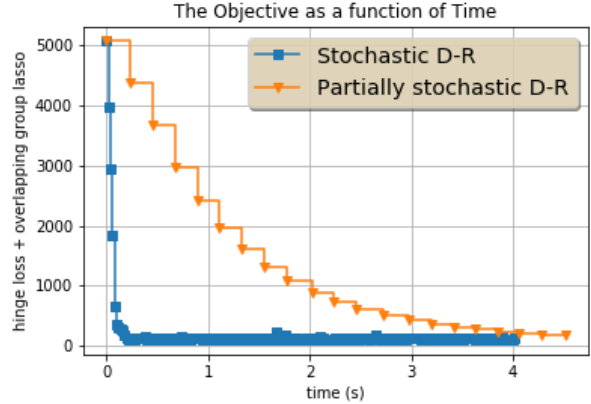 The Objective as a function of Time
hinge loss + overlapping group lasso
5000
4000
3000
2000
1000
0
Stochastic D-R
Partially stochastic D-R
0 1 2 3 4
time (s)